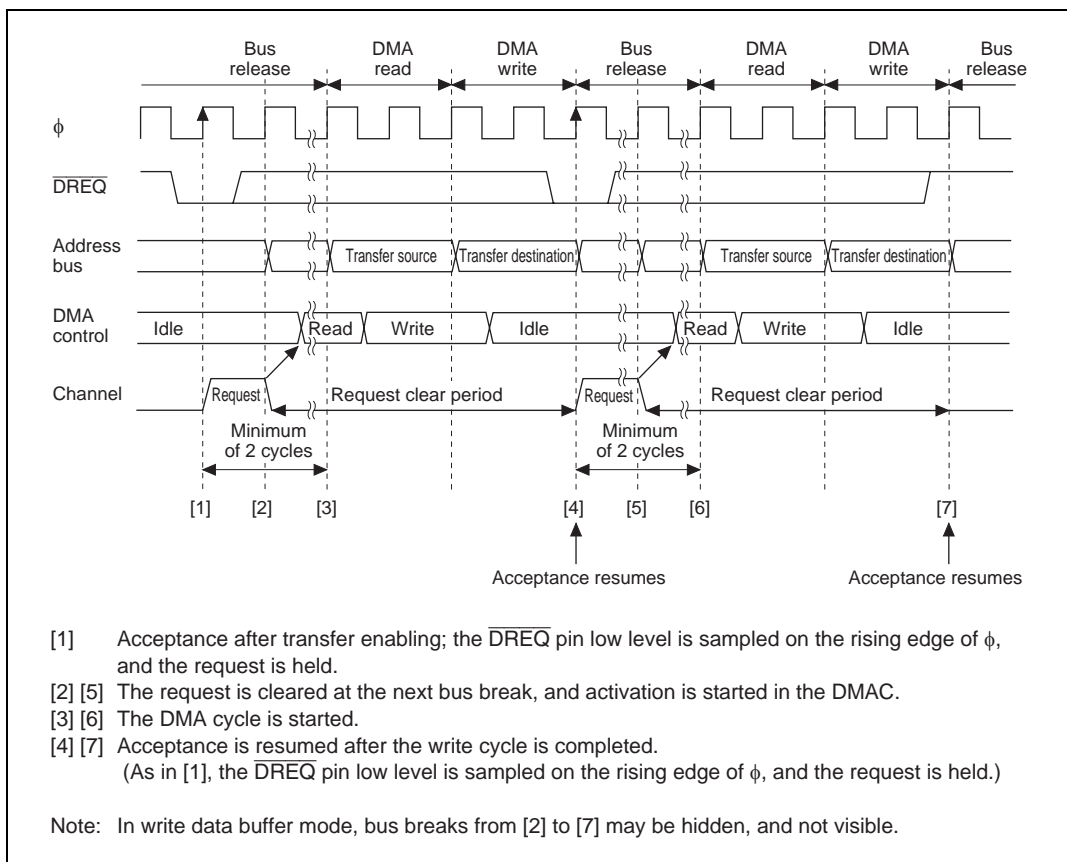 Bus release
DMA read
DMA write
Bus release
DMA read
DMA write
Bus release
ϕ
DREQ
Address bus
Transfer source
Transfer destination
Transfer source
Transfer destination
DMA control
Idle
Read
Write
Idle
Read
Write
Idle
Channel
Request
Request clear period
Request
Request clear period
Minimum of 2 cycles
Minimum of 2 cycles
[1]
[2]
[3]
[4]
[5]
[6]
[7]
Acceptance resumes
Acceptance resumes
[1] Acceptance after transfer enabling; the DREQ pin low level is sampled on the rising edge of ϕ,
and the request is held.
[2] [5] The request is cleared at the next bus break, and activation is started in the DMAC.
[3] [6] The DMA cycle is started.
[4] [7] Acceptance is resumed after the write cycle is completed.
(As in [1], the DREQ pin low level is sampled on the rising edge of ϕ, and the request is held.)
Note: In write data buffer mode, bus breaks from [2] to [7] may be hidden, and not visible.